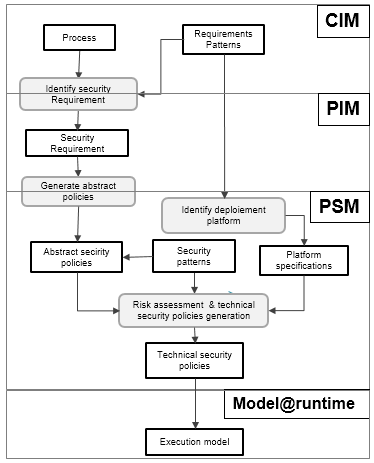 CIM
Process
Requirements
Patterns
Identify security
Requirement
PIM
Security
Requirement
Generate abstract
policies
PSM
Identify deploiement
platform
Abstract secirity
policies
Security
patterns
Platform
specifications
Risk assessment & technical
security policies generation
Technical security
policies
Model@runtime
Execution model